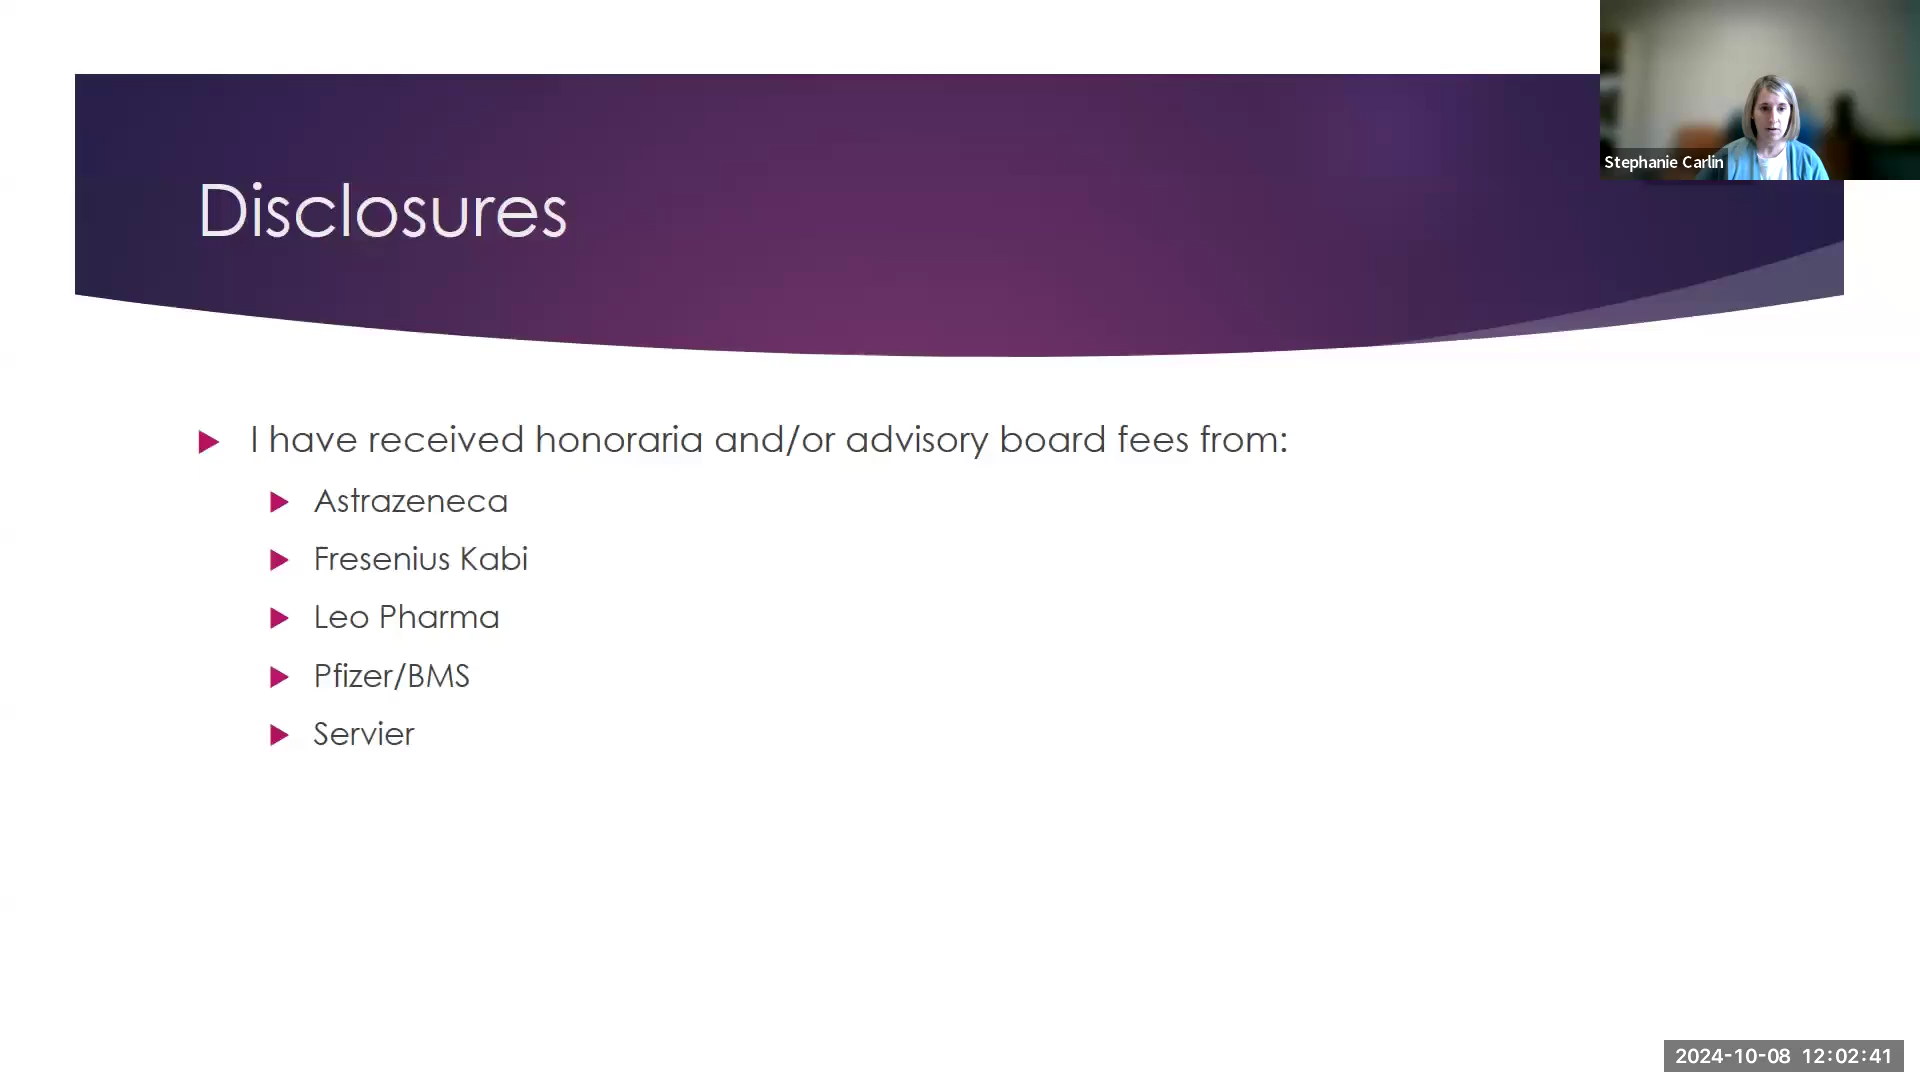 Stephanie Carlin
Disclosures
I have received honoraria and/or advisory board fees from:
Astrazeneca
Fresenius Kabi
Leo Pharma
Pfizer/BMS
Servier
2024-10-08 12:02:41